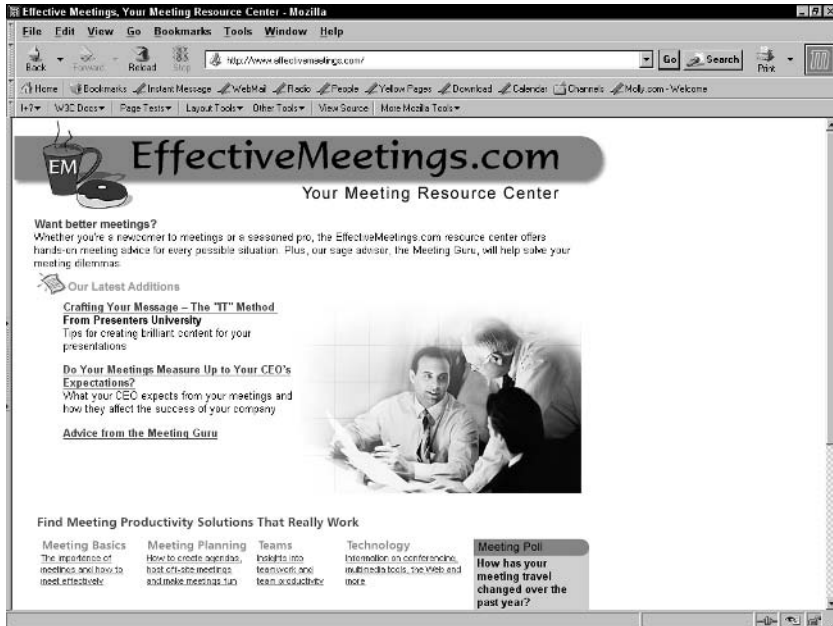 Effective Meetings, Your Meeting Resource Center - Mozilla
File Edit View Go Bookmarks Tools Window Help
Back Forward Reload Stop http://www.effectivemeetings.com/ Go Search Print
Home Bookmarks Instant Message WebMail Radio People Yellow Pages Download Calendar Channels Molly.com - Welcome
I+? W3C Docs Page Tests Layout Tools Other Tools View Source More Mozilla Tools
EM
EffectiveMeetings.com
Your Meeting Resource Center
Want better meetings?
Whether you're a newcomer to meetings or a seasoned pro, the EffectiveMeetings.com resource center offers
hands-on meeting advice for every possible situation. Plus, our sage adviser, the Meeting Guru, will help solve your
meeting dilemmas.
Our Latest Additions
Crafting Your Message – The "IT" Method
From Presenters University
Tips for creating brilliant content for your
presentations
Do Your Meetings Measure Up to Your CEO's
Expectations?
What your CEO expects from your meetings and
how they affect the success of your company
Advice from the Meeting Guru
Find Meeting Productivity Solutions That Really Work
Meeting Basics
The importance of
meetings and how to
meet effectively
Meeting Planning
How to create agendas,
host off-site meetings
and make meetings fun
Teams
Insights into
teamwork and
team productivity
Technology
Information on conferencing,
multimedia tools, the Web and
more
Meeting Poll
How has your
meeting travel
changed over the
past year?